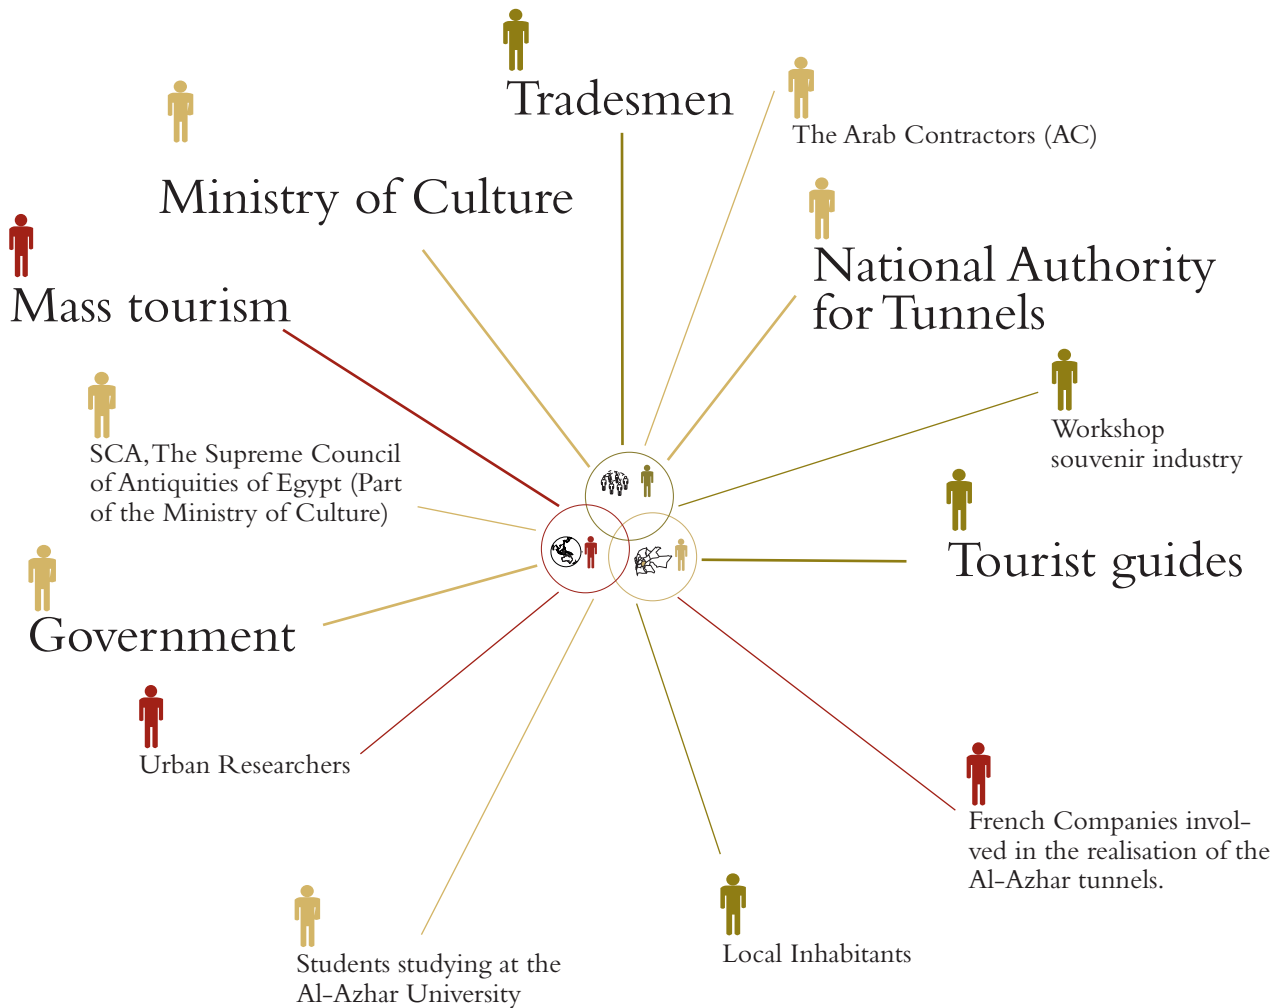 Tradesmen
The Arab Contractors (AC)
Ministry of Culture
National Authority
for Tunnels
Mass tourism
Workshop
souvenir industry
SCA, The Supreme Council
of Antiquities of Egypt (Part
of the Ministry of Culture)
Tourist guides
Government
Urban Researchers
French Companies invol-
ved in the realisation of the
Al-Azhar tunnels.
Local Inhabitants
Students studying at the
Al-Azhar University